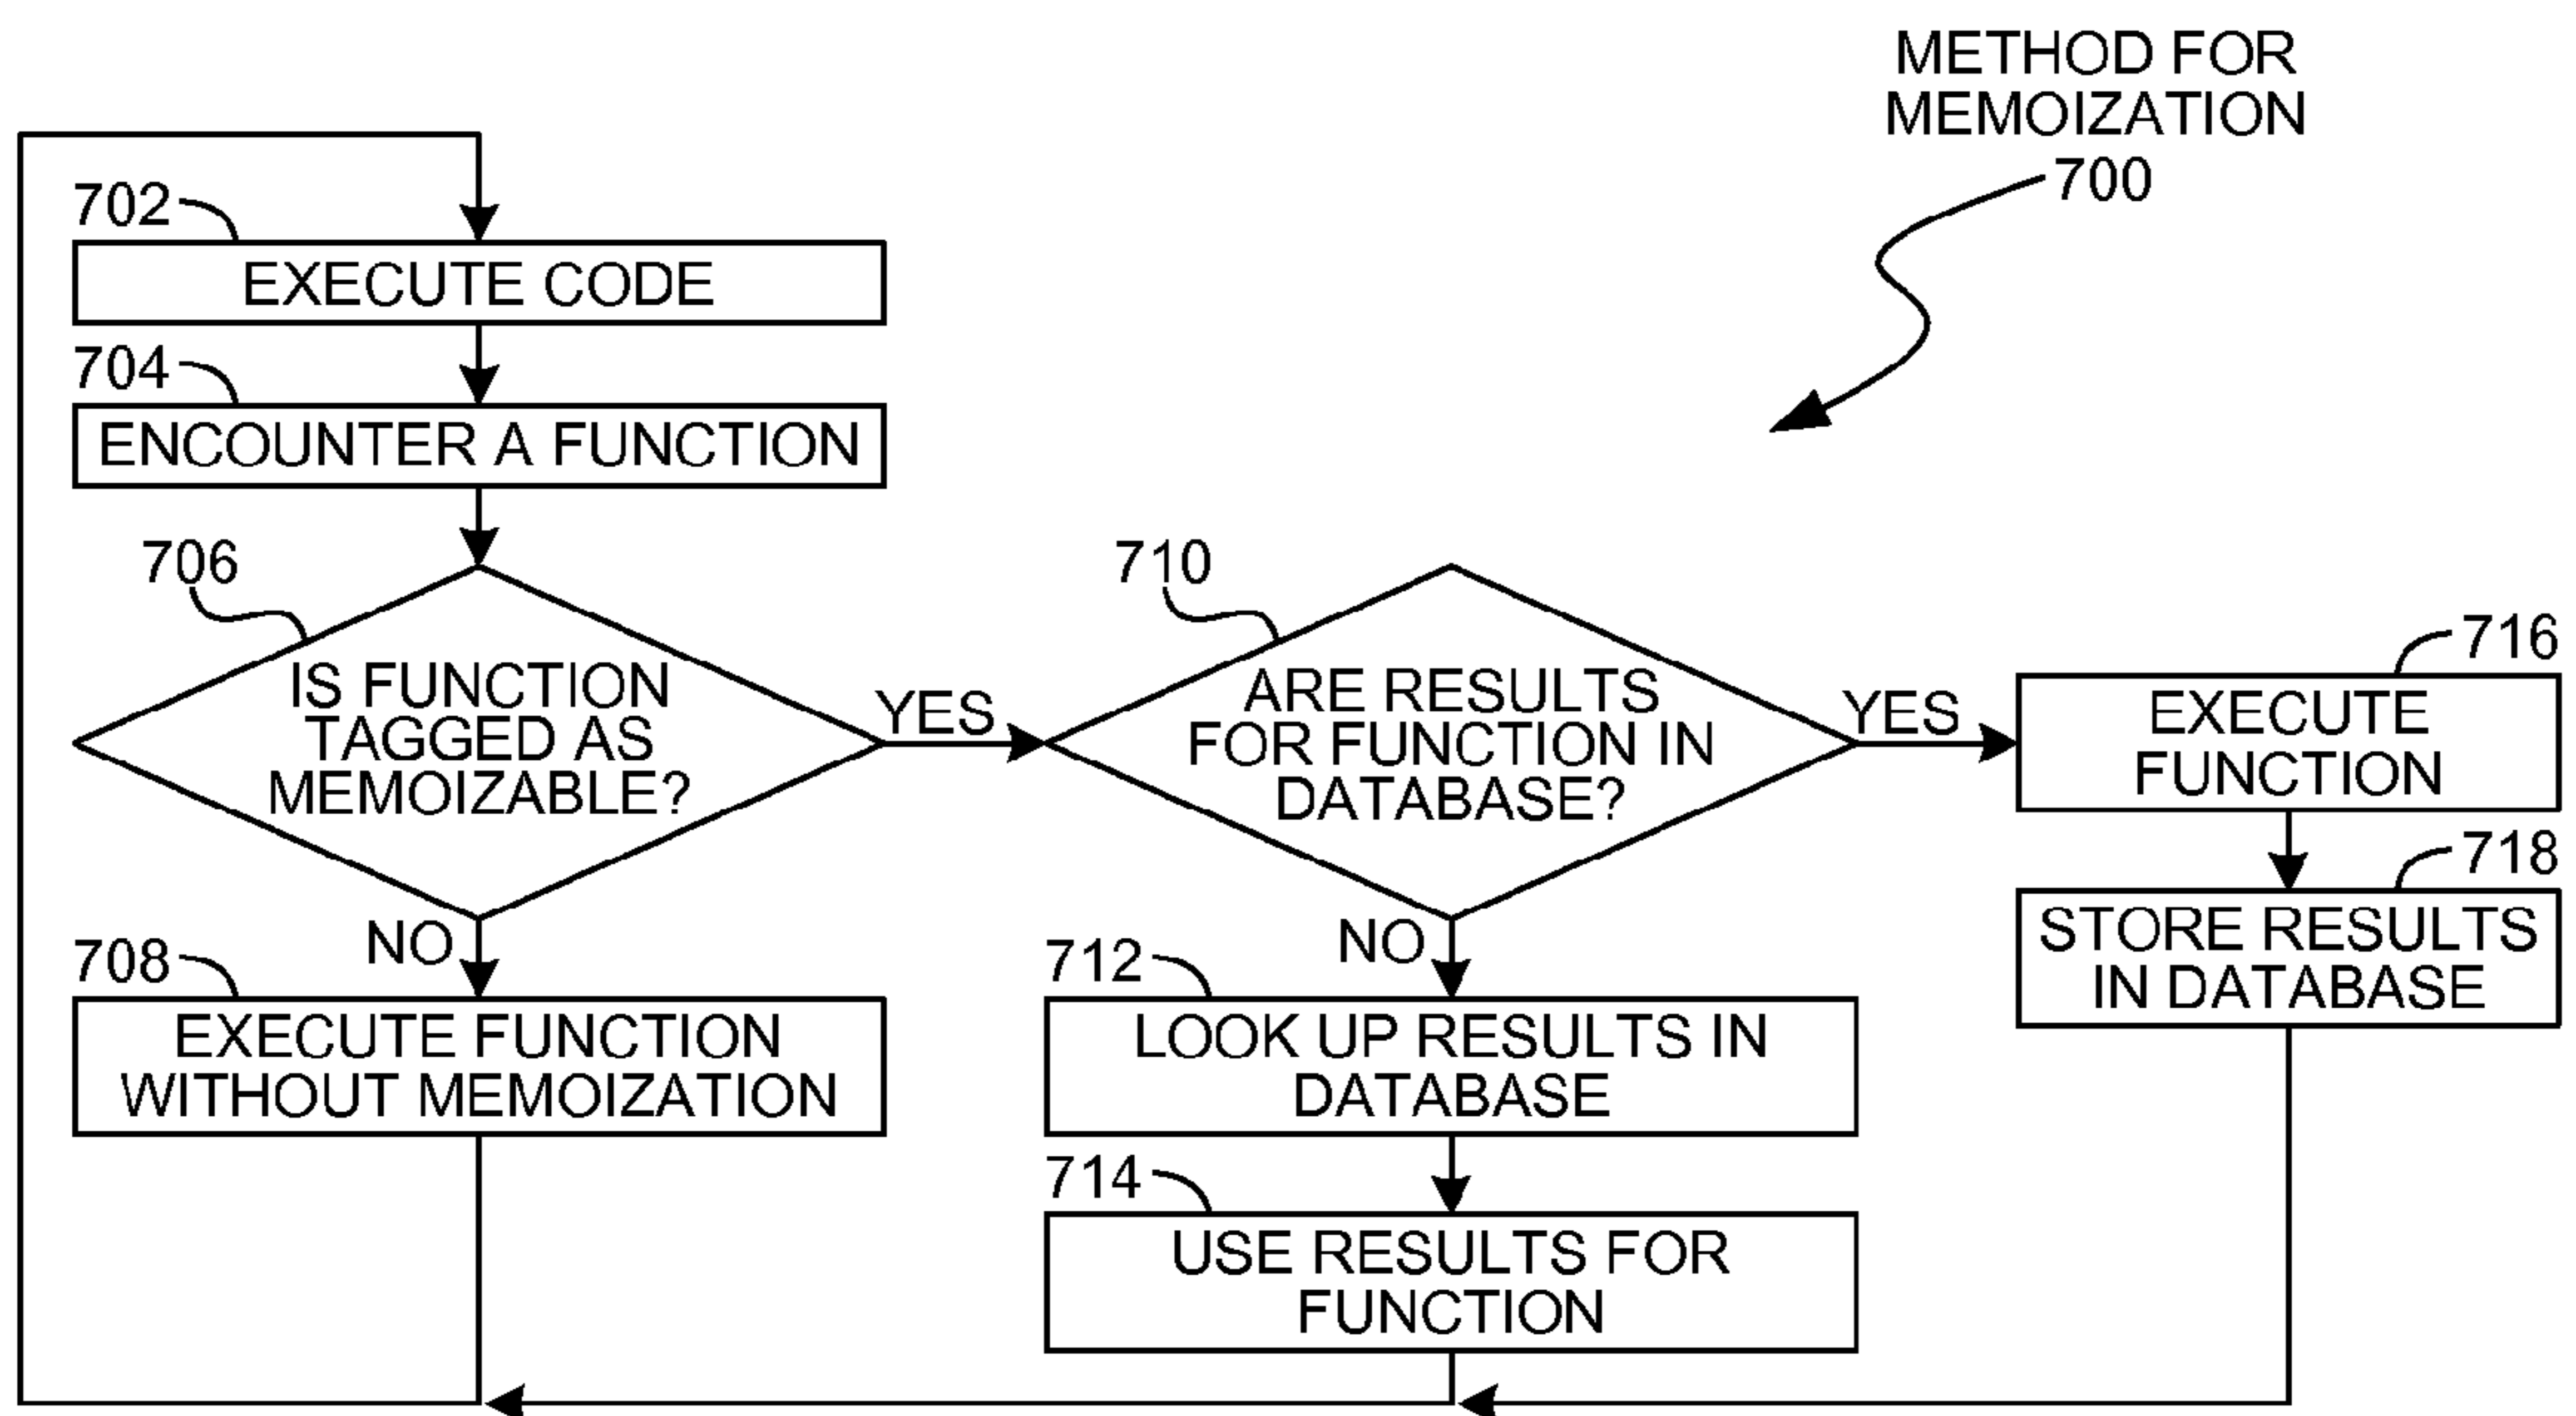 METHOD FOR
MEMOIZATION
700
702
EXECUTE CODE
704
ENCOUNTER A FUNCTION
706
IS FUNCTION
TAGGED AS
MEMOIZABLE?
YES
NO
708
EXECUTE FUNCTION
WITHOUT MEMOIZATION
710
ARE RESULTS
FOR FUNCTION IN
DATABASE?
YES
NO
712
LOOK UP RESULTS IN
DATABASE
714
USE RESULTS FOR
FUNCTION
716
EXECUTE
FUNCTION
718
STORE RESULTS
IN DATABASE